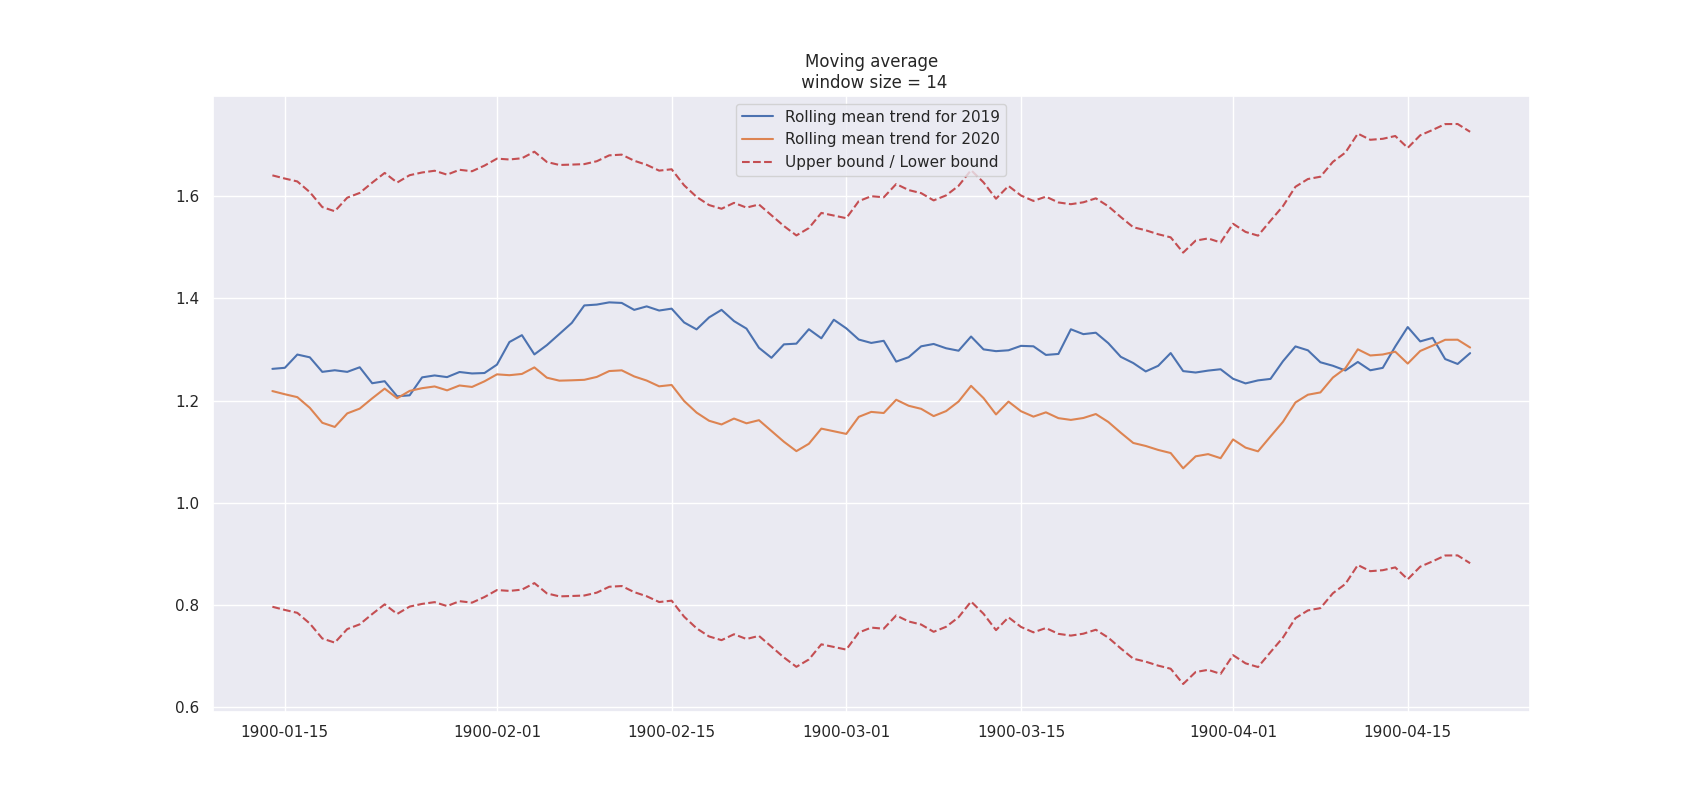 Moving average
window size = 14
Rolling mean trend for 2019
Rolling mean trend for 2020
Upper bound / Lower bound
1.6
1.4
1.2
1.0
0.8
0.6
1900-01-15 1900-02-01 1900-02-15 1900-03-01 1900-03-15 1900-04-01 1900-04-15